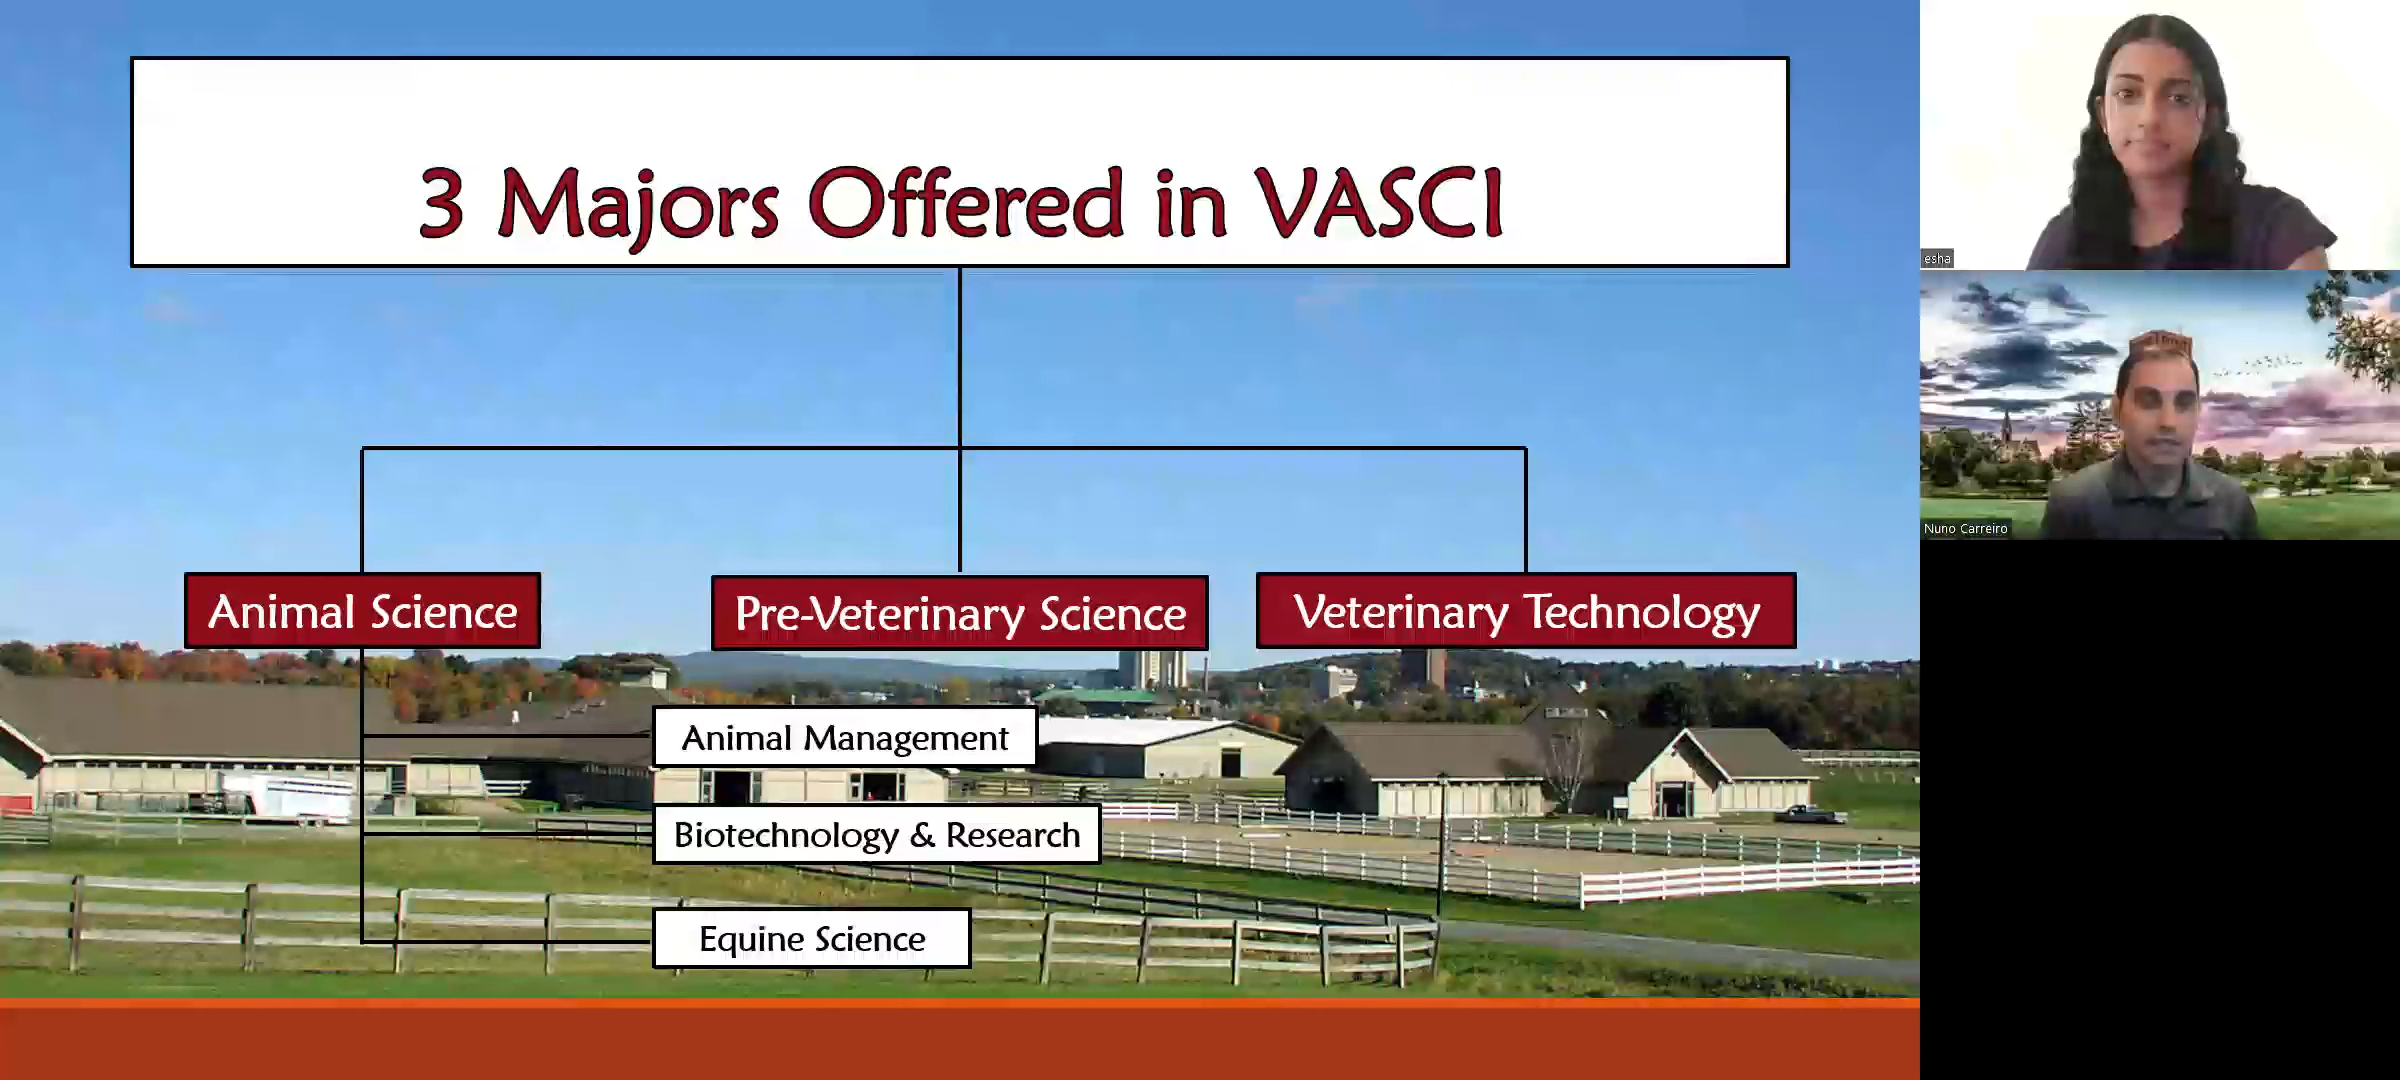 3 Majors Offered in VASCI
Animal Science
Pre-Veterinary Science
Veterinary Technology
Animal Management
Biotechnology & Research
Equine Science
esha
Nuno Carreiro